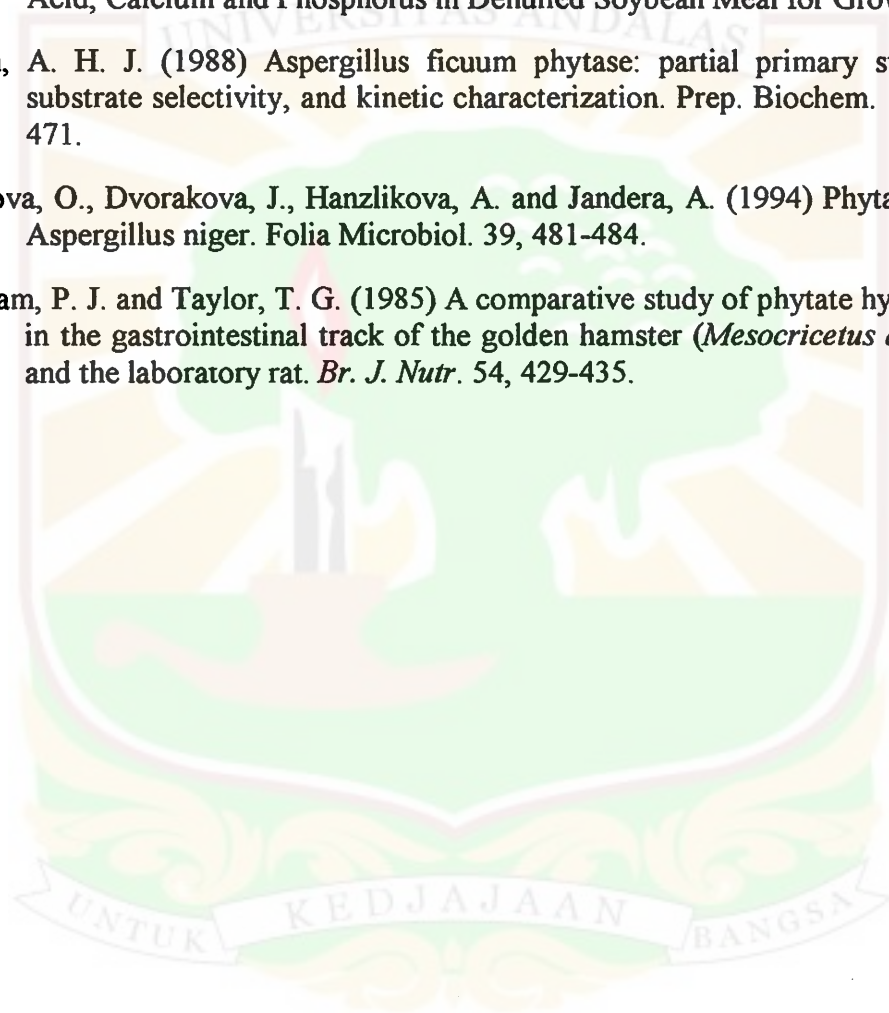 Acid, Calcium and Phosphorus in Dehulled Soybean Meal for Grow
UNIVERSITAS ANDALAS
, A. H. J. (1988) Aspergillus ficuum phytase: partial primary s
substrate selectivity, and kinetic characterization. Prep. Biochem.
471.
ova, O., Dvorakova, J., Hanzlikova, A. and Jandera, A. (1994) Phyta
Aspergillus niger. Folia Microbiol. 39, 481-484.
am, P. J. and Taylor, T. G. (1985) A comparative study of phytate hy
in the gastrointestinal track of the golden hamster (Mesocricetus
and the laboratory rat. Br. J. Nutr. 54, 429-435.
UNTUK KEDJAJAAN BANGSA